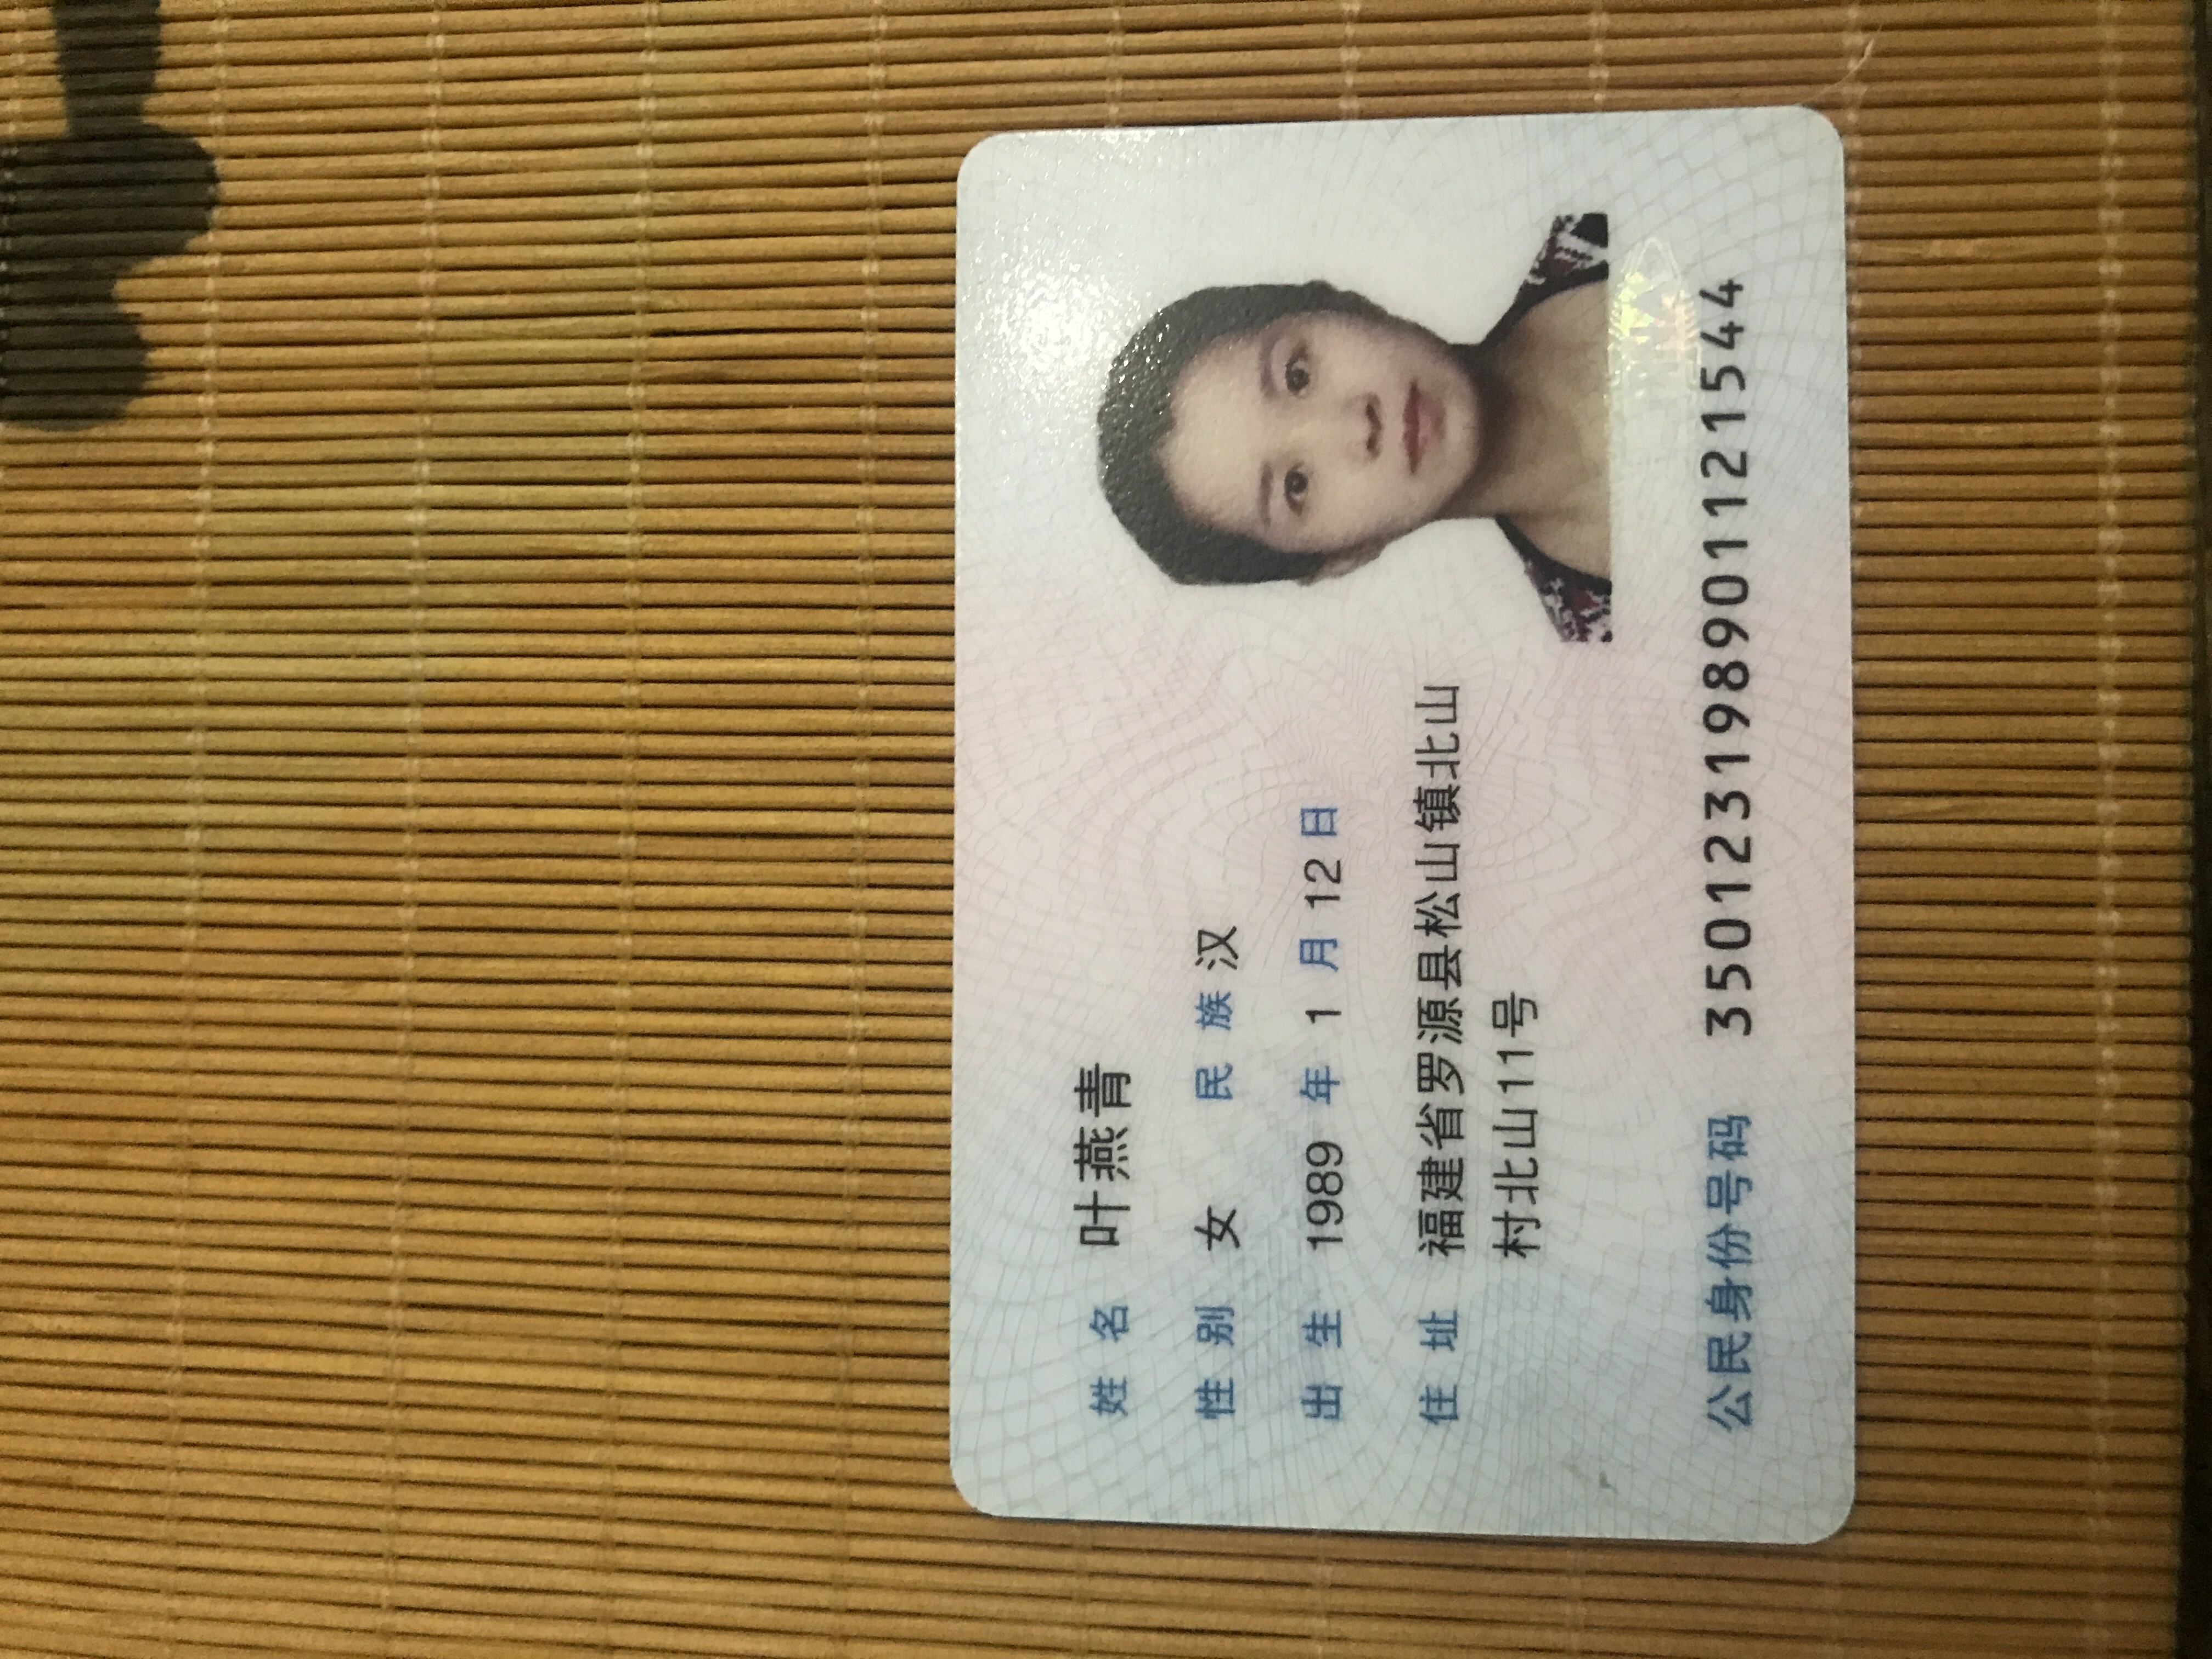 姓名 叶燕青
性别 女 民族 汉
出生 1989 年 1 月 12 日
住址 福建省罗源县松山镇北山
村北山11号
公民身份号码 350123198901121544